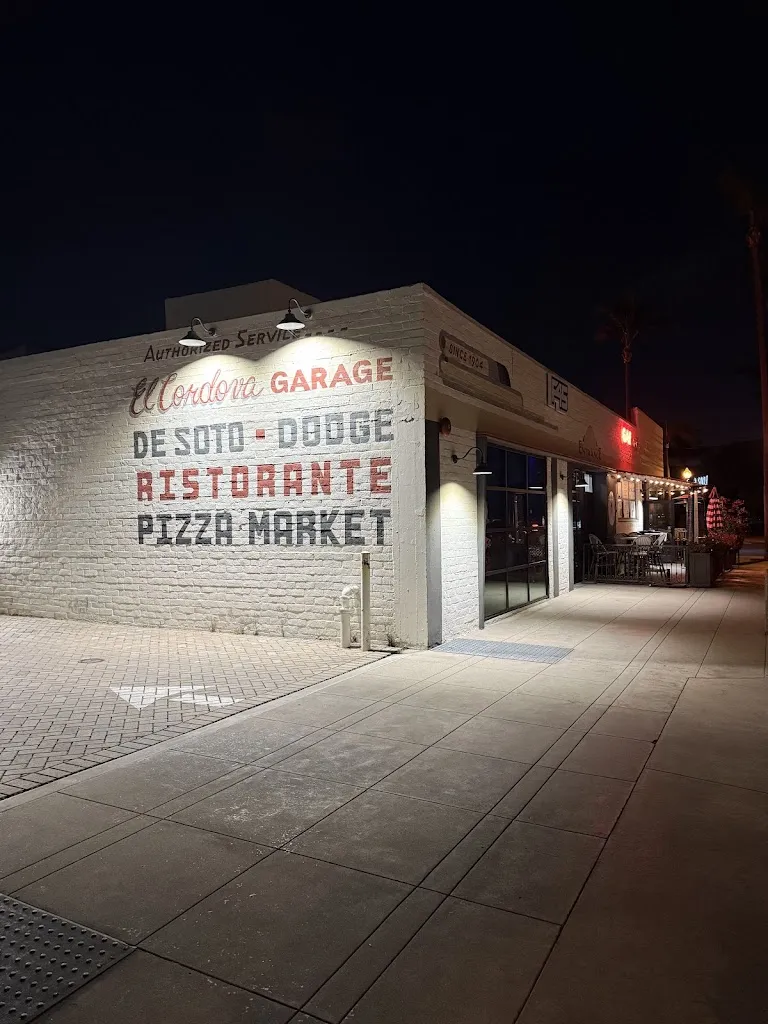 AUTHORIZED SERVICE----
El Cordova GARAGE
DE SOTO - DODGE
RISTORANTE
PIZZA MARKET
SINCE 1904